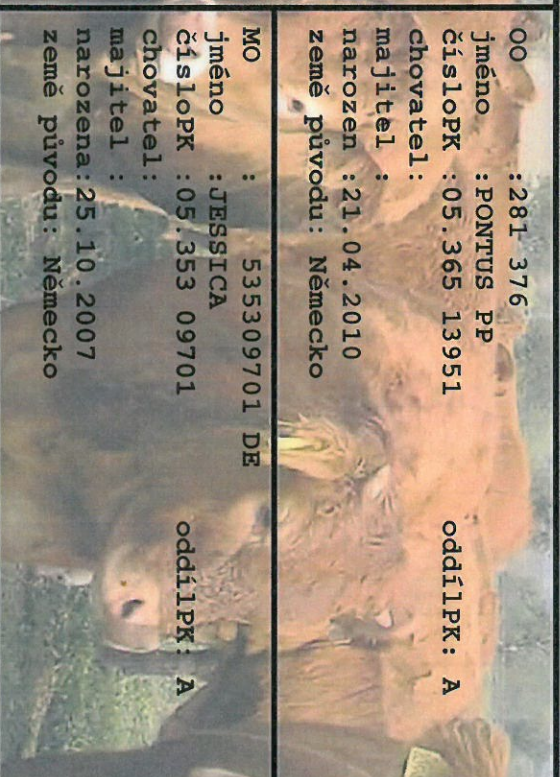 OO :281 376
jméno :PONTUS PP
čísloPK :05.365 13951 oddílPK: A
chovatel:
majitel :
narozen :21.04.2010
země původu: Německo
MO : 535309701 DE
jméno :JESSICA
čísloPK :05.353 09701 oddílPK: A
chovatel:
majitel :
narozena:25.10.2007
země původu: Německo